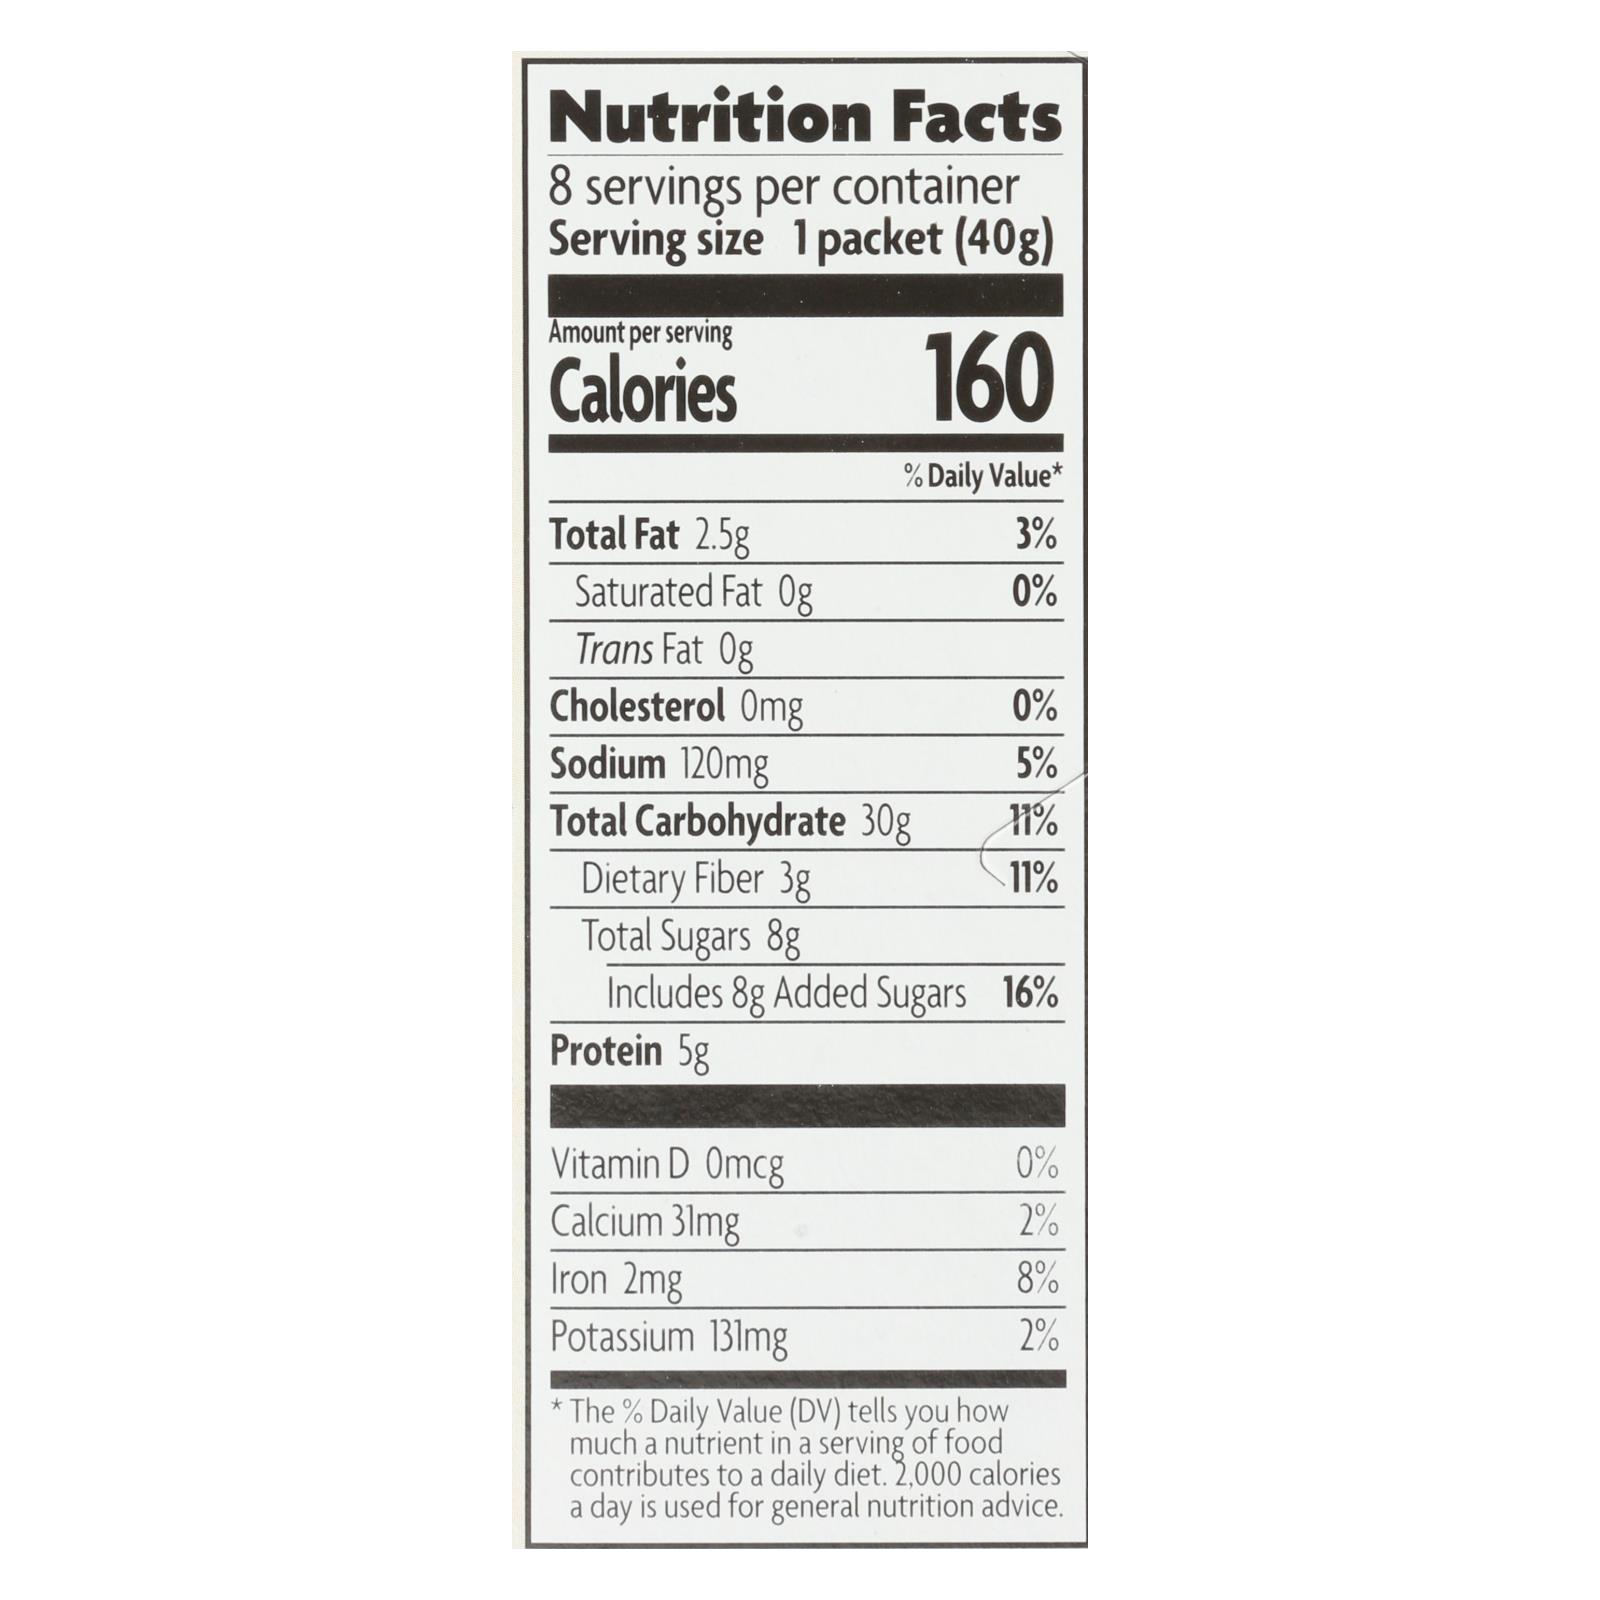 Nutrition Facts
8 servings per container
Serving size 1 packet (40g)
Amount per serving
Calories 160
% Daily Value*
Total Fat 2.5g 3%
Saturated Fat 0g 0%
Trans Fat 0g
Cholesterol 0mg 0%
Sodium 120mg 5%
Total Carbohydrate 30g 11%
Dietary Fiber 3g 11%
Total Sugars 8g
Includes 8g Added Sugars 16%
Protein 5g
Vitamin D 0mcg 0%
Calcium 31mg 2%
Iron 2mg 8%
Potassium 131mg 2%
* The % Daily Value (DV) tells you how
much a nutrient in a serving of food
contributes to a daily diet. 2,000 calories
a day is used for general nutrition advice.